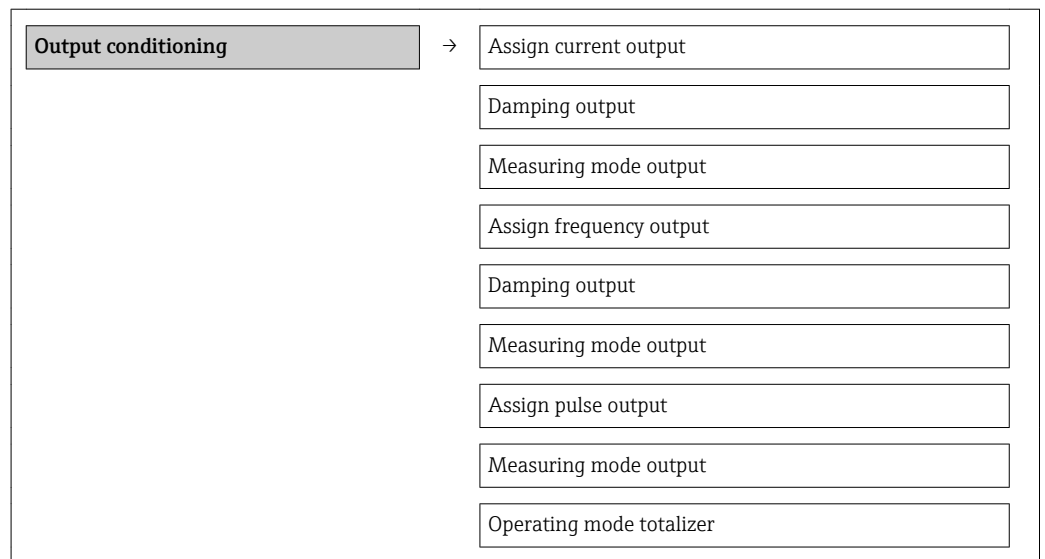 Output conditioning → Assign current output
Damping output
Measuring mode output
Assign frequency output
Damping output
Measuring mode output
Assign pulse output
Measuring mode output
Operating mode totalizer